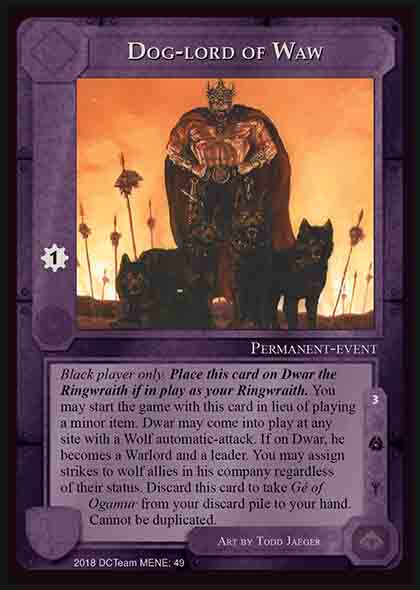 Dog-lord of Waw
1
Permanent-event
Black player only. Place this card on Dwar the
Ringwraith if in play as your Ringwraith. You
may start the game with this card in lieu of playing
a minor item. Dwar may come into play at any
site with a Wolf automatic-attack. If on Dwar, he
becomes a Warlord and a leader. You may assign
strikes to wolf allies in his company regardless
of their status. Discard this card to take Gé of
Ogamur from your discard pile to your hand.
Cannot be duplicated.
3
Art by Todd Jaeger
2018 DCTeam MENE: 49